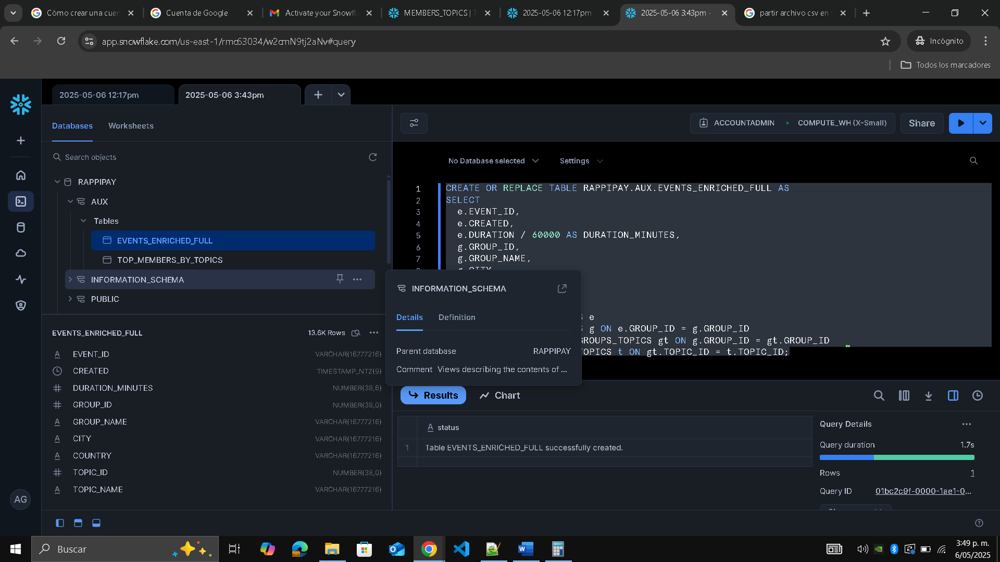 Cómo crear una cuen
Cuenta de Google
Activate your Snowfl
MEMBERS_TOPICS | T
2025-05-06 12:17pm
2025-05-06 3:43pm -
partir archivo csv en
app.snowflake.com/us-east-1/rmc63034/w2cmN9tj2aNv#query
Incógnito
Todos los marcadores
2025-05-06 12:17pm
2025-05-06 3:43pm
Databases
Worksheets
ACCOUNTADMIN
COMPUTE_WH (X-Small)
Share
Search objects
No Database selected
Settings
RAPPIPAY
AUX
Tables
EVENTS_ENRICHED_FULL
TOP_MEMBERS_BY_TOPICS
INFORMATION_SCHEMA
PUBLIC
1 CREATE OR REPLACE TABLE RAPPIPAY.AUX.EVENTS_ENRICHED_FULL AS
2 SELECT
3 e.EVENT_ID,
4 e.CREATED,
5 e.DURATION / 60000 AS DURATION_MINUTES,
6 g.GROUP_ID,
7 g.GROUP_NAME,
g.CITY
e
g ON e.GROUP_ID = g.GROUP_ID
GROUPS_TOPICS gt ON g.GROUP_ID = gt.GROUP_ID
TOPICS t ON gt.TOPIC_ID = t.TOPIC_ID;
INFORMATION_SCHEMA
Details
Definition
Parent database RAPPIPAY
Comment Views describing the contents of ...
EVENTS_ENRICHED_FULL
13.6K Rows
EVENT_ID VARCHAR(16777216)
CREATED TIMESTAMP_NTZ(9)
DURATION_MINUTES NUMBER(38,6)
GROUP_ID NUMBER(38,0)
GROUP_NAME VARCHAR(16777216)
CITY VARCHAR(16777216)
COUNTRY VARCHAR(16777216)
TOPIC_ID NUMBER(38,0)
TOPIC_NAME VARCHAR(16777216)
Results
Chart
status
1 Table EVENTS_ENRICHED_FULL successfully created.
Query Details
Query duration 1.7s
Rows 1
Query ID 01bc2c9f-0000-1ae1-0...
AG
Buscar
3:49 p. m.
6/05/2025